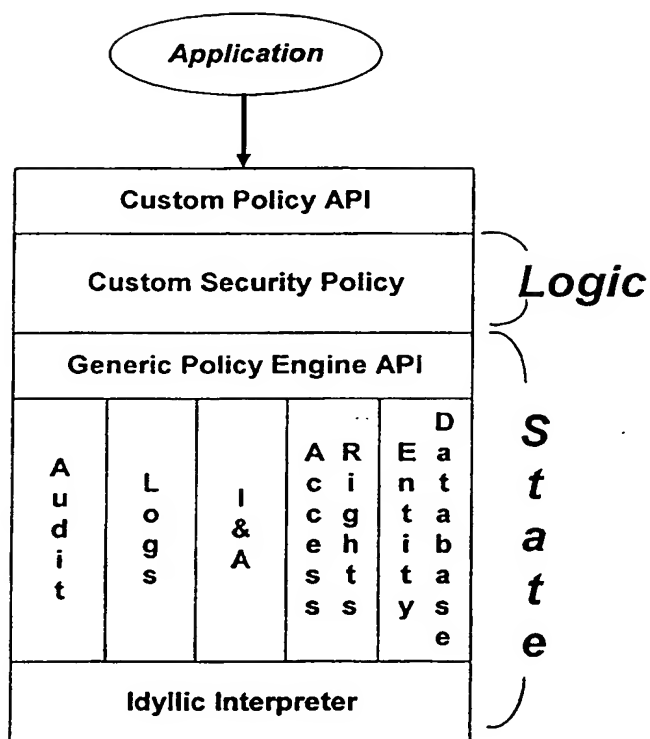 Application
Custom Policy API
Custom Security Policy
Logic
Generic Policy Engine API
Audit
Logs
I&A
Access Rights
Entity Database
State
Idyllic Interpreter